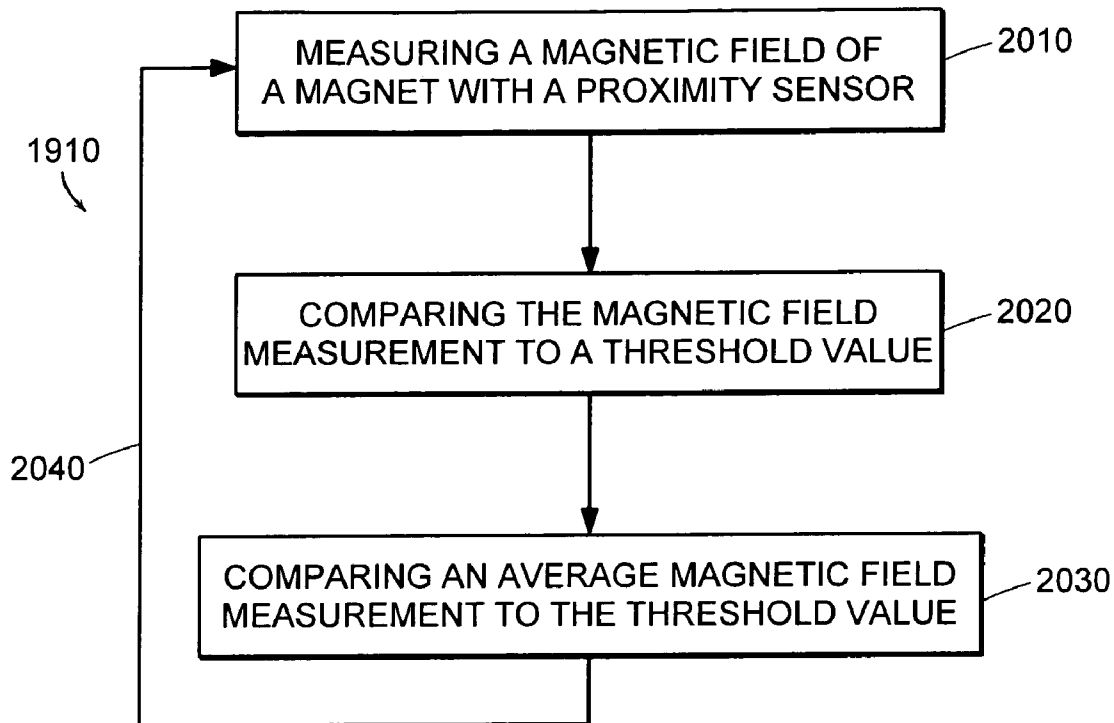 MEASURING A MAGNETIC FIELD OF
A MAGNET WITH A PROXIMITY SENSOR
2010
1910
COMPARING THE MAGNETIC FIELD
MEASUREMENT TO A THRESHOLD VALUE
2020
2040
COMPARING AN AVERAGE MAGNETIC FIELD
MEASUREMENT TO THE THRESHOLD VALUE
2030